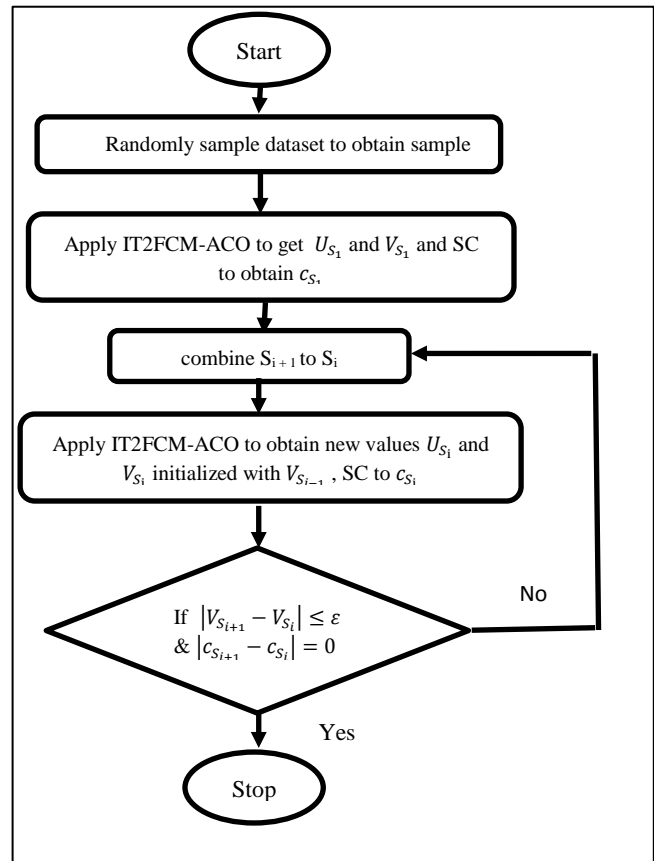 Start
Randomly sample dataset to obtain sample
Apply IT2FCM-ACO to get U_{S_1} and V_{S_1} and SC
to obtain c_{S_1}
combine S_{i+1} to S_i
Apply IT2FCM-ACO to obtain new values U_{S_i} and
V_{S_i} initialized with V_{S_{i-1}} , SC to c_{S_i}
If |V_{S_{i+1}} − V_{S_i}| ≤ ε
& |c_{S_{i+1}} − c_{S_i}| = 0
No
Yes
Stop